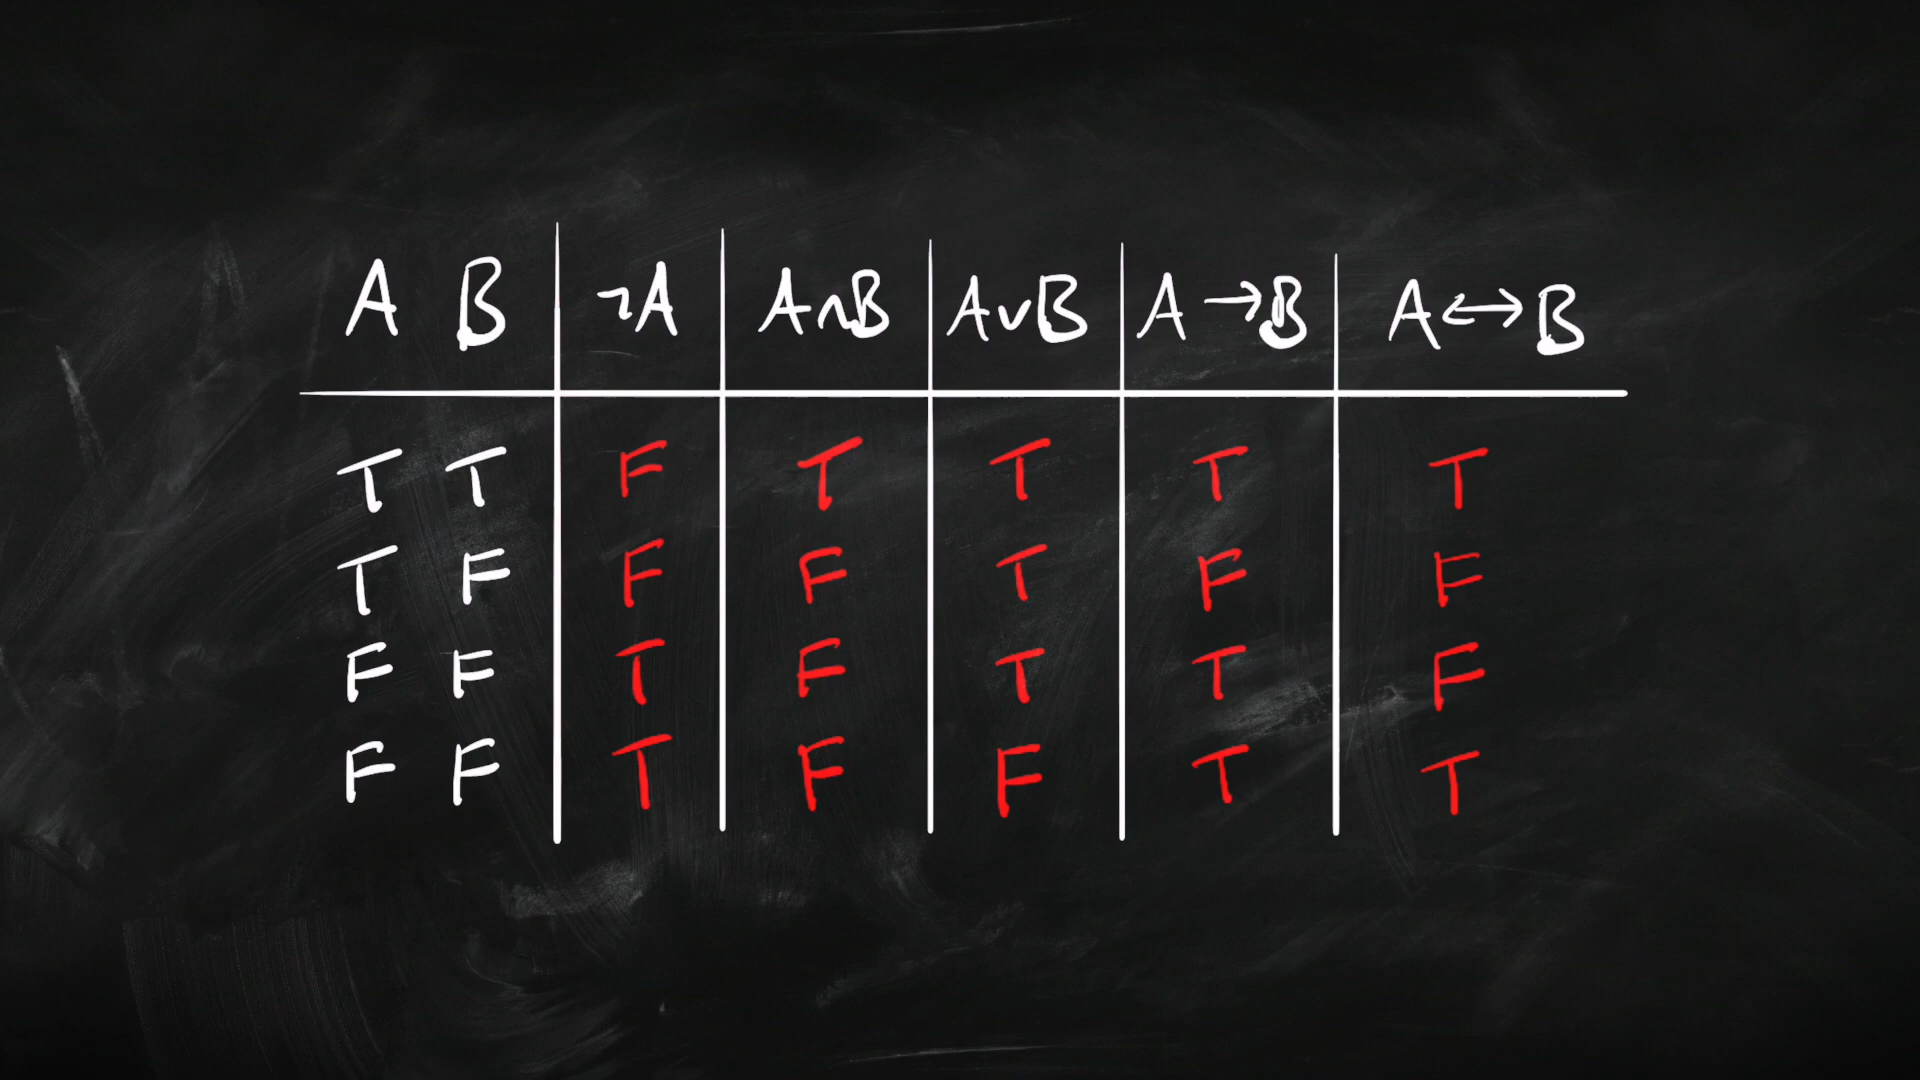 A B ¬A A∧B A∨B A→B A↔B
T T F T T T T
T F F F T F F
F F T F T T F
F F T F F T T